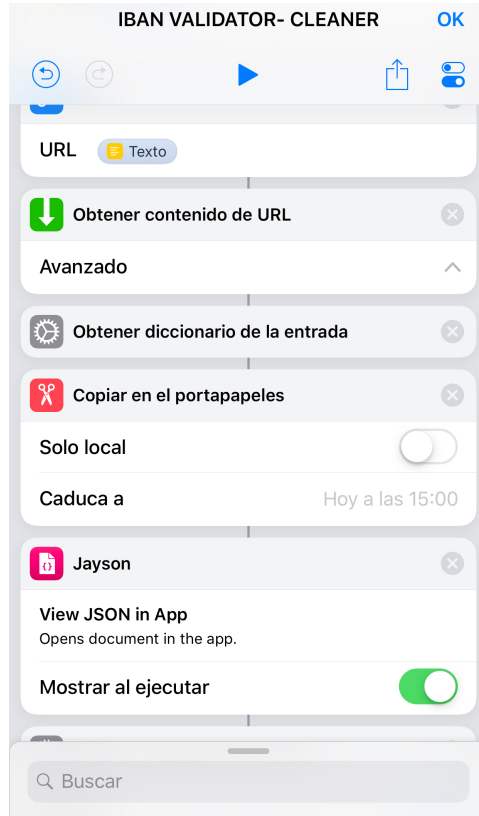 IBAN VALIDATOR- CLEANER OK
URL Texto
Obtener contenido de URL
Avanzado
Obtener diccionario de la entrada
Copiar en el portapapeles
Solo local
Caduca a Hoy a las 15:00
Jayson
View JSON in App
Opens document in the app.
Mostrar al ejecutar
Buscar